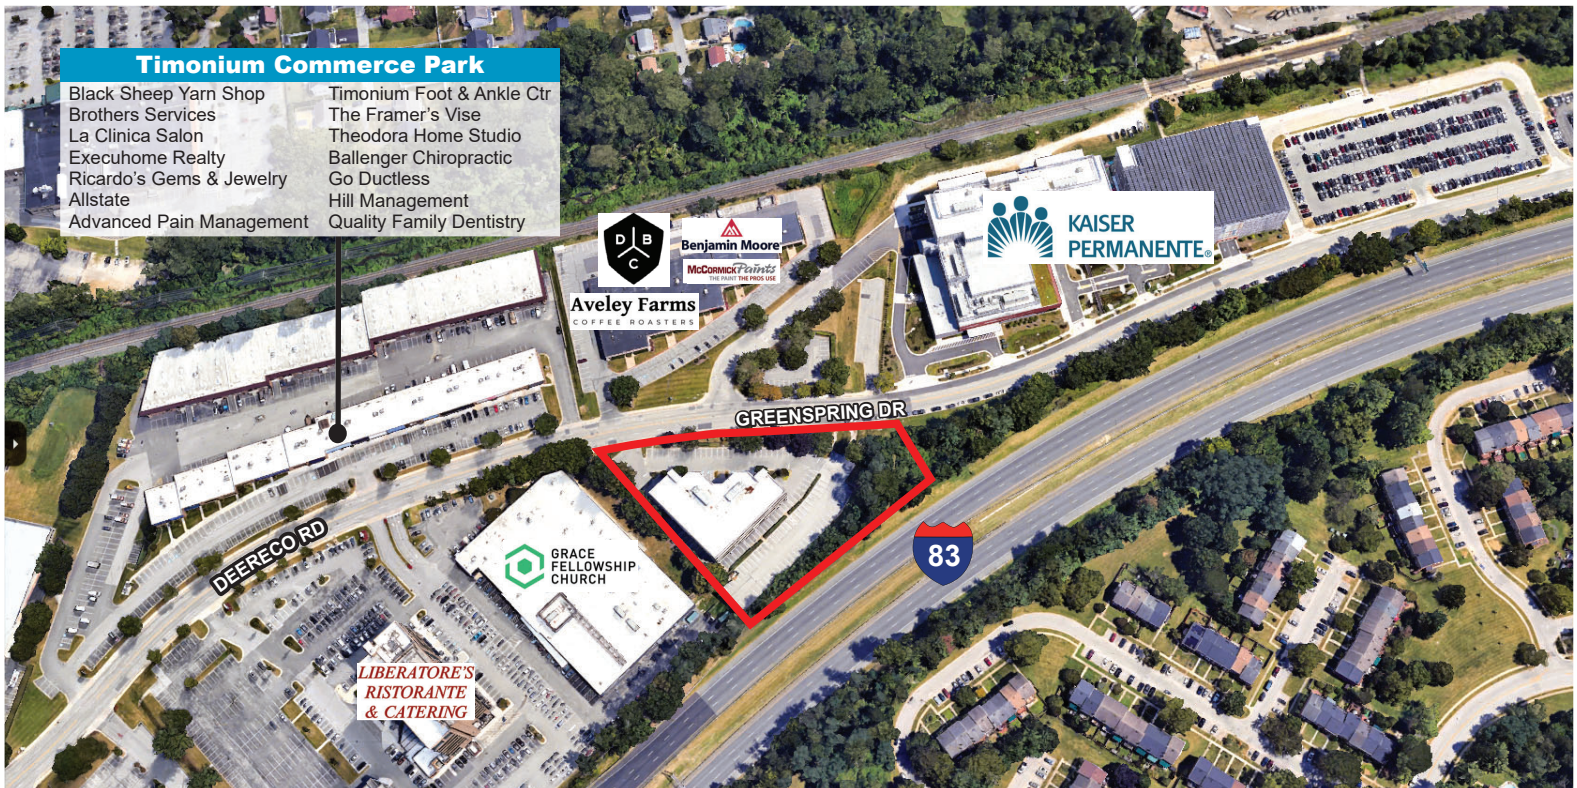 Timonium Commerce Park
Black Sheep Yarn Shop
Brothers Services
La Clinica Salon
Execuhome Realty
Ricardo's Gems & Jewelry
Allstate
Advanced Pain Management
Timonium Foot & Ankle Ctr
The Framer's Vise
Theodora Home Studio
Ballenger Chiropractic
Go Ductless
Hill Management
Quality Family Dentistry
D B
C
Benjamin Moore
McCormick Paints
THE PAINT THE PROS USE
Aveley Farms
COFFEE ROASTERS
KAISER
PERMANENTE®
GREENSPRING DR
DEERECO RD
GRACE
FELLOWSHIP
CHURCH
83
LIBERATORE'S
RISTORANTE
& CATERING